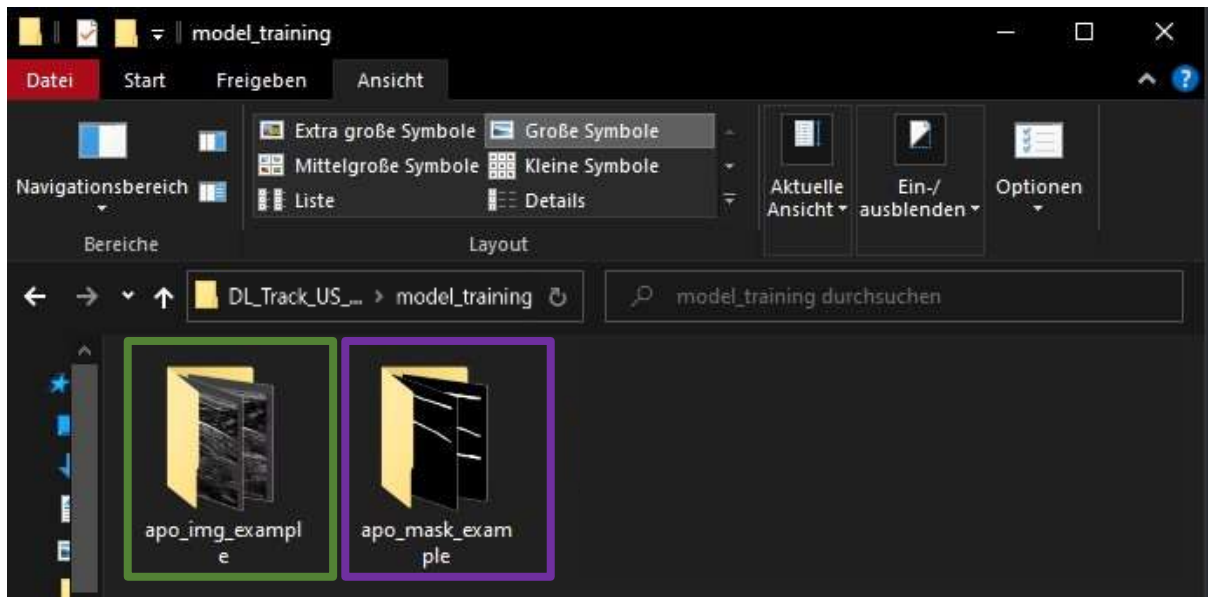 model_training
Datei Start Freigeben Ansicht
Extra große Symbole Große Symbole
Mittelgroße Symbole Kleine Symbole
Liste Details
Navigationsbereich
Aktuelle Ansicht
Ein-/ ausblenden
Optionen
Bereiche Layout
DL_Track_US_... > model_training
model_training durchsuchen
apo_img_exampl
e
apo_mask_exam
ple